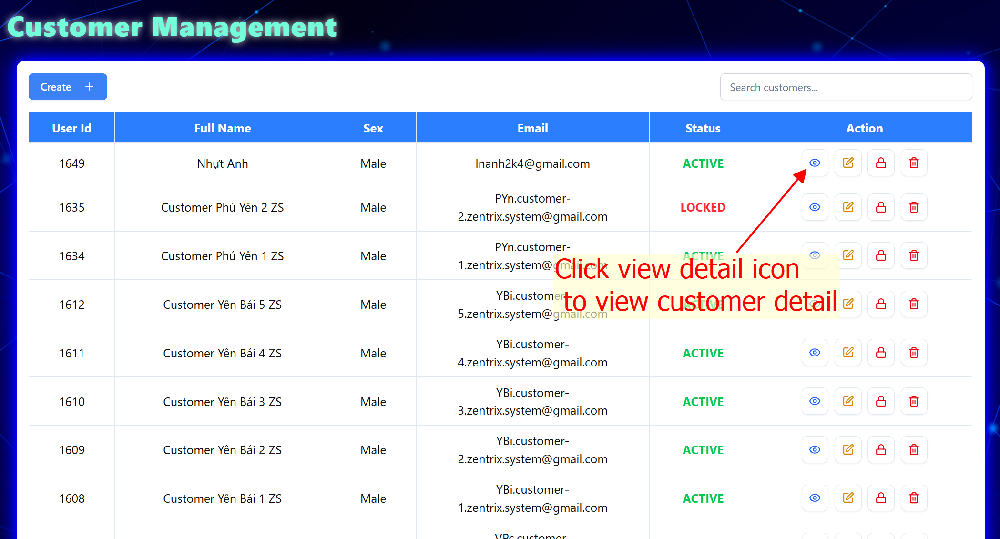 Customer Management
Create +
Search customers...
User Id Full Name Sex Email Status Action
1649 Nhựt Anh Male lnanh2k4@gmail.com ACTIVE
1635 Customer Phú Yên 2 ZS Male PYn.customer-
2.zentrix.system@gmail.com LOCKED
1634 Customer Phú Yên 1 ZS Male PYn.customer-
1.zentrix.system@gmail.com ACTIVE
Click view detail icon
to view customer detail
1612 Customer Yên Bái 5 ZS Male YBi.customer-
5.zentrix.system@gmail.com ACTIVE
1611 Customer Yên Bái 4 ZS Male YBi.customer-
4.zentrix.system@gmail.com ACTIVE
1610 Customer Yên Bái 3 ZS Male YBi.customer-
3.zentrix.system@gmail.com ACTIVE
1609 Customer Yên Bái 2 ZS Male YBi.customer-
2.zentrix.system@gmail.com ACTIVE
1608 Customer Yên Bái 1 ZS Male YBi.customer-
1.zentrix.system@gmail.com ACTIVE